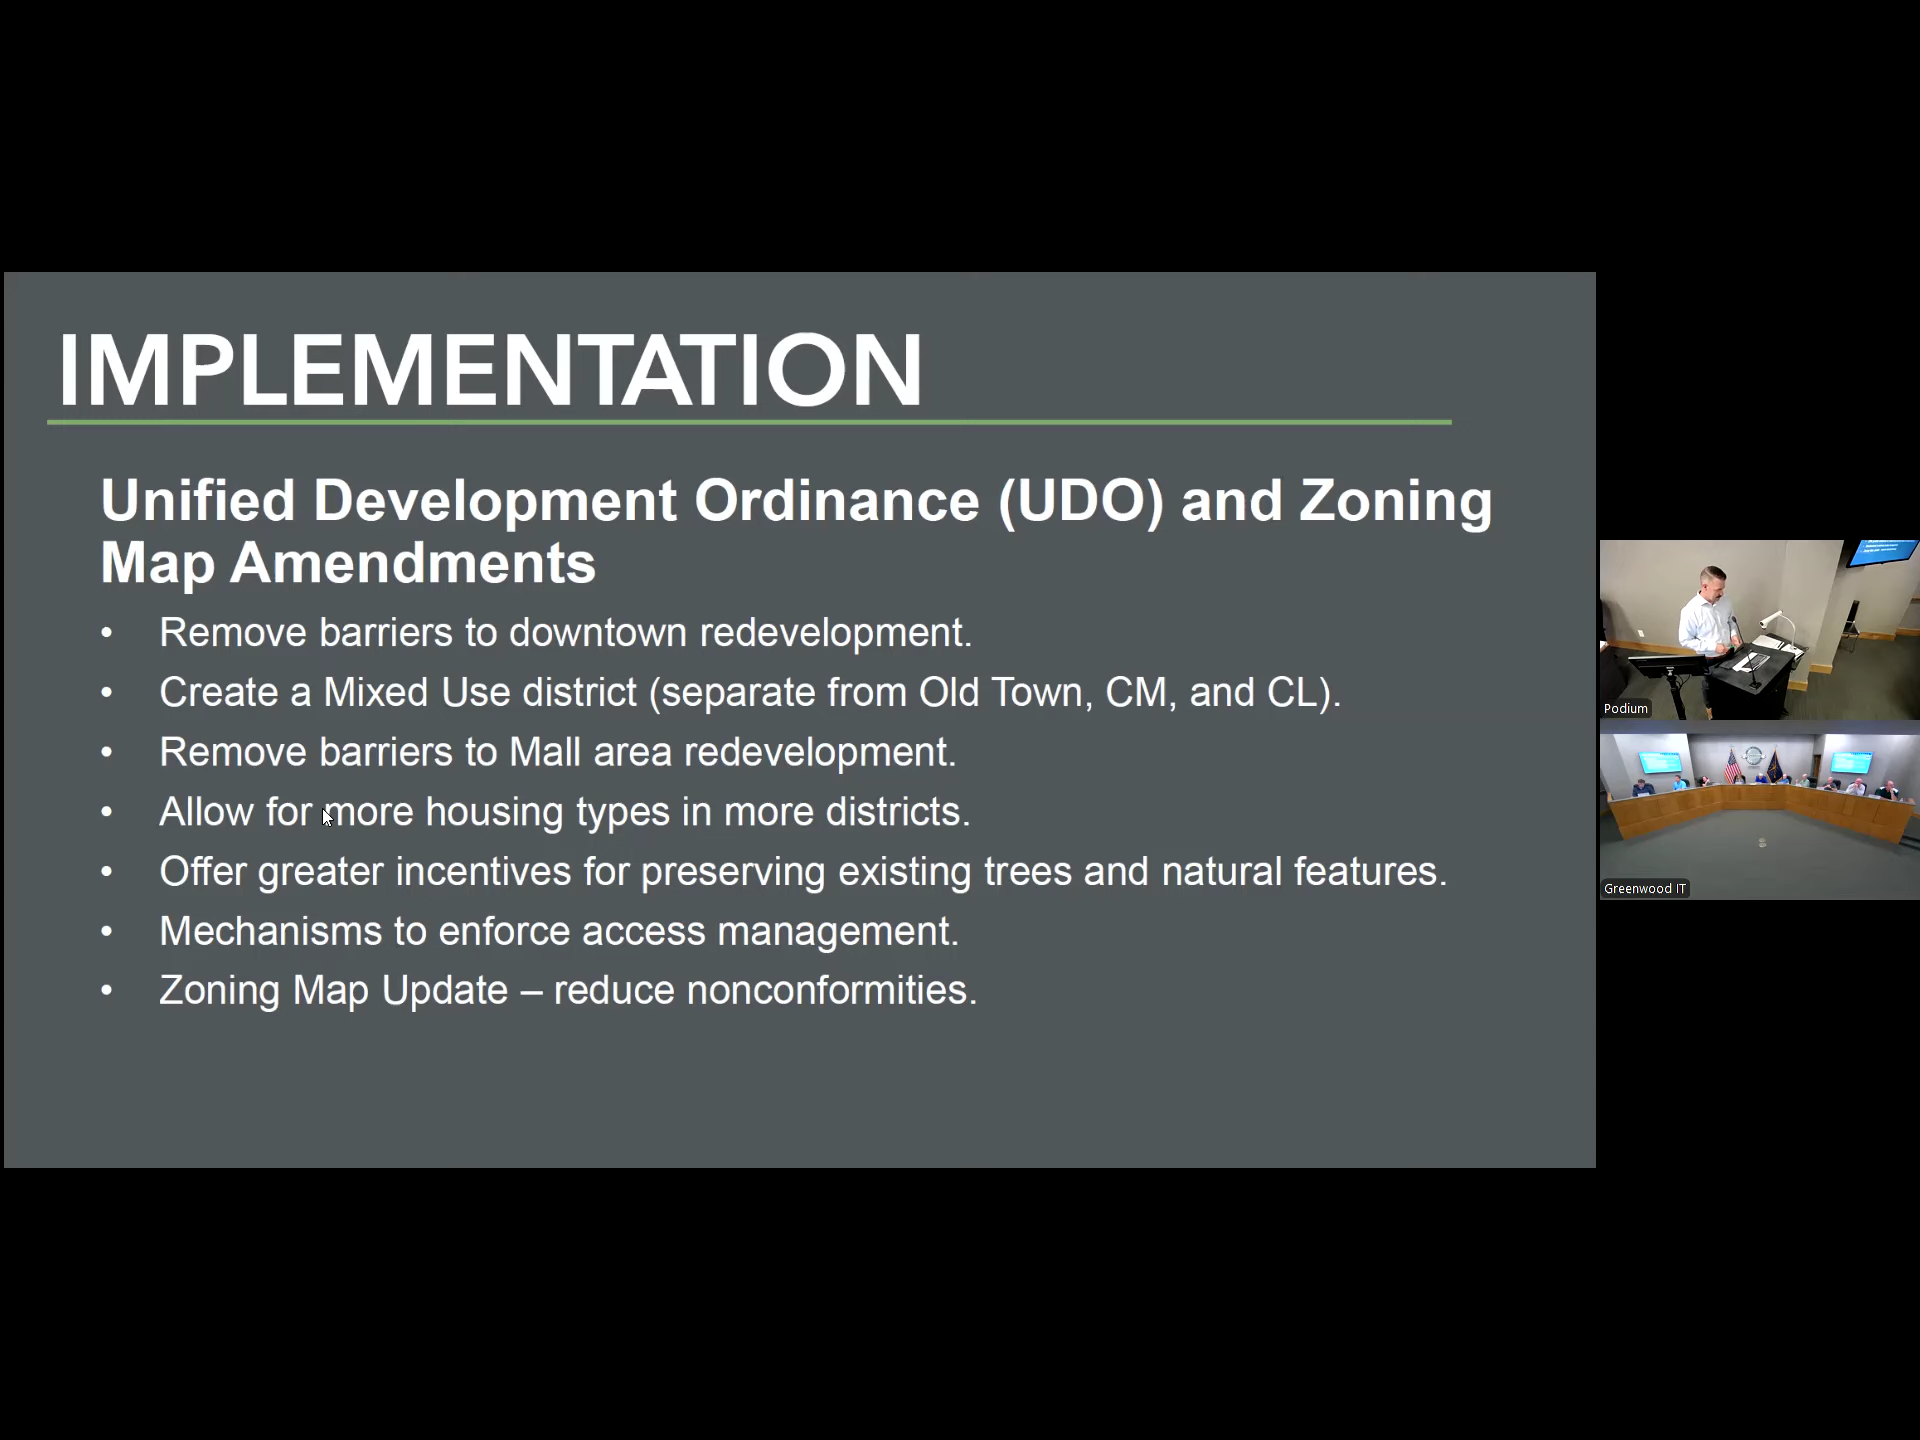 IMPLEMENTATION
Unified Development Ordinance (UDO) and Zoning
Map Amendments
• Remove barriers to downtown redevelopment.
• Create a Mixed Use district (separate from Old Town, CM, and CL).
• Remove barriers to Mall area redevelopment.
• Allow for more housing types in more districts.
• Offer greater incentives for preserving existing trees and natural features.
• Mechanisms to enforce access management.
• Zoning Map Update – reduce nonconformities.
Podium
Greenwood IT